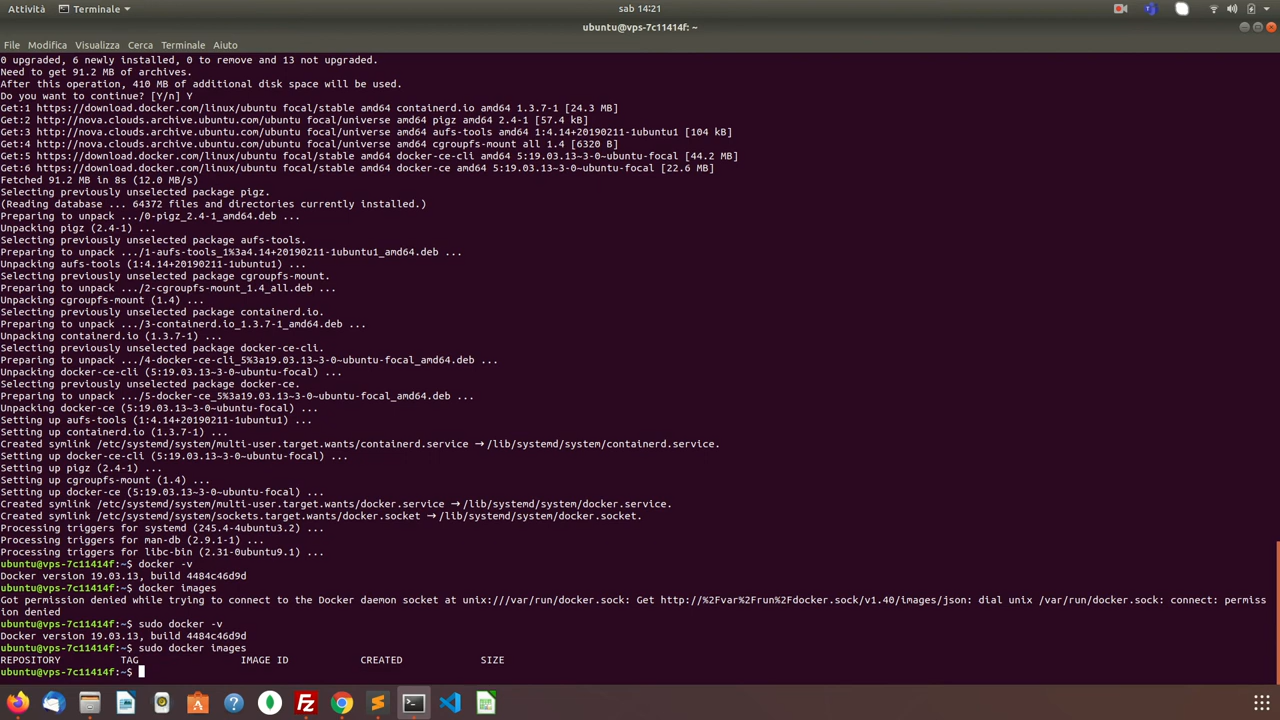 Attività
Terminale
sab 14:21
ubuntu@vps-7c11414f: ~
File Modifica Visualizza Cerca Terminale Aiuto
0 upgraded, 6 newly installed, 0 to remove and 13 not upgraded.
Need to get 91.2 MB of archives.
After this operation, 410 MB of additional disk space will be used.
Do you want to continue? [Y/n] Y
Get:1 https://download.docker.com/linux/ubuntu focal/stable amd64 containerd.io amd64 1.3.7-1 [24.3 MB]
Get:2 http://nova.clouds.archive.ubuntu.com/ubuntu focal/universe amd64 pigz amd64 2.4-1 [57.4 kB]
Get:3 http://nova.clouds.archive.ubuntu.com/ubuntu focal/universe amd64 aufs-tools amd64 1:4.14+20190211-1ubuntu1 [104 kB]
Get:4 http://nova.clouds.archive.ubuntu.com/ubuntu focal/universe amd64 cgroupfs-mount all 1.4 [6320 B]
Get:5 https://download.docker.com/linux/ubuntu focal/stable amd64 docker-ce-cli amd64 5:19.03.13~3-0~ubuntu-focal [44.2 MB]
Get:6 https://download.docker.com/linux/ubuntu focal/stable amd64 docker-ce amd64 5:19.03.13~3-0~ubuntu-focal [22.6 MB]
Fetched 91.2 MB in 8s (12.0 MB/s)
Selecting previously unselected package pigz.
(Reading database ... 64372 files and directories currently installed.)
Preparing to unpack .../0-pigz_2.4-1_amd64.deb ...
Unpacking pigz (2.4-1) ...
Selecting previously unselected package aufs-tools.
Preparing to unpack .../1-aufs-tools_1%3a4.14+20190211-1ubuntu1_amd64.deb ...
Unpacking aufs-tools (1:4.14+20190211-1ubuntu1) ...
Selecting previously unselected package cgroupfs-mount.
Preparing to unpack .../2-cgroupfs-mount_1.4_all.deb ...
Unpacking cgroupfs-mount (1.4) ...
Selecting previously unselected package containerd.io.
Preparing to unpack .../3-containerd.io_1.3.7-1_amd64.deb ...
Unpacking containerd.io (1.3.7-1) ...
Selecting previously unselected package docker-ce-cli.
Preparing to unpack .../4-docker-ce-cli_5%3a19.03.13~3-0~ubuntu-focal_amd64.deb ...
Unpacking docker-ce-cli (5:19.03.13~3-0~ubuntu-focal) ...
Selecting previously unselected package docker-ce.
Preparing to unpack .../5-docker-ce_5%3a19.03.13~3-0~ubuntu-focal_amd64.deb ...
Unpacking docker-ce (5:19.03.13~3-0~ubuntu-focal) ...
Setting up aufs-tools (1:4.14+20190211-1ubuntu1) ...
Setting up containerd.io (1.3.7-1) ...
Created symlink /etc/systemd/system/multi-user.target.wants/containerd.service → /lib/systemd/system/containerd.service.
Setting up docker-ce-cli (5:19.03.13~3-0~ubuntu-focal) ...
Setting up pigz (2.4-1) ...
Setting up cgroupfs-mount (1.4) ...
Setting up docker-ce (5:19.03.13~3-0~ubuntu-focal) ...
Created symlink /etc/systemd/system/multi-user.target.wants/docker.service → /lib/systemd/system/docker.service.
Created symlink /etc/systemd/system/sockets.target.wants/docker.socket → /lib/systemd/system/docker.socket.
Processing triggers for systemd (245.4-4ubuntu3.2) ...
Processing triggers for man-db (2.9.1-1) ...
Processing triggers for libc-bin (2.31-0ubuntu9.1) ...
ubuntu@vps-7c11414f:~$ docker -v
Docker version 19.03.13, build 4484c46d9d
ubuntu@vps-7c11414f:~$ docker images
Got permission denied while trying to connect to the Docker daemon socket at unix:///var/run/docker.sock: Get http://%2Fvar%2Frun%2Fdocker.sock/v1.40/images/json: dial unix /var/run/docker.sock: connect: permiss
ion denied
ubuntu@vps-7c11414f:~$ sudo docker -v
Docker version 19.03.13, build 4484c46d9d
ubuntu@vps-7c11414f:~$ sudo docker images
REPOSITORY TAG IMAGE ID CREATED SIZE
ubuntu@vps-7c11414f:~$